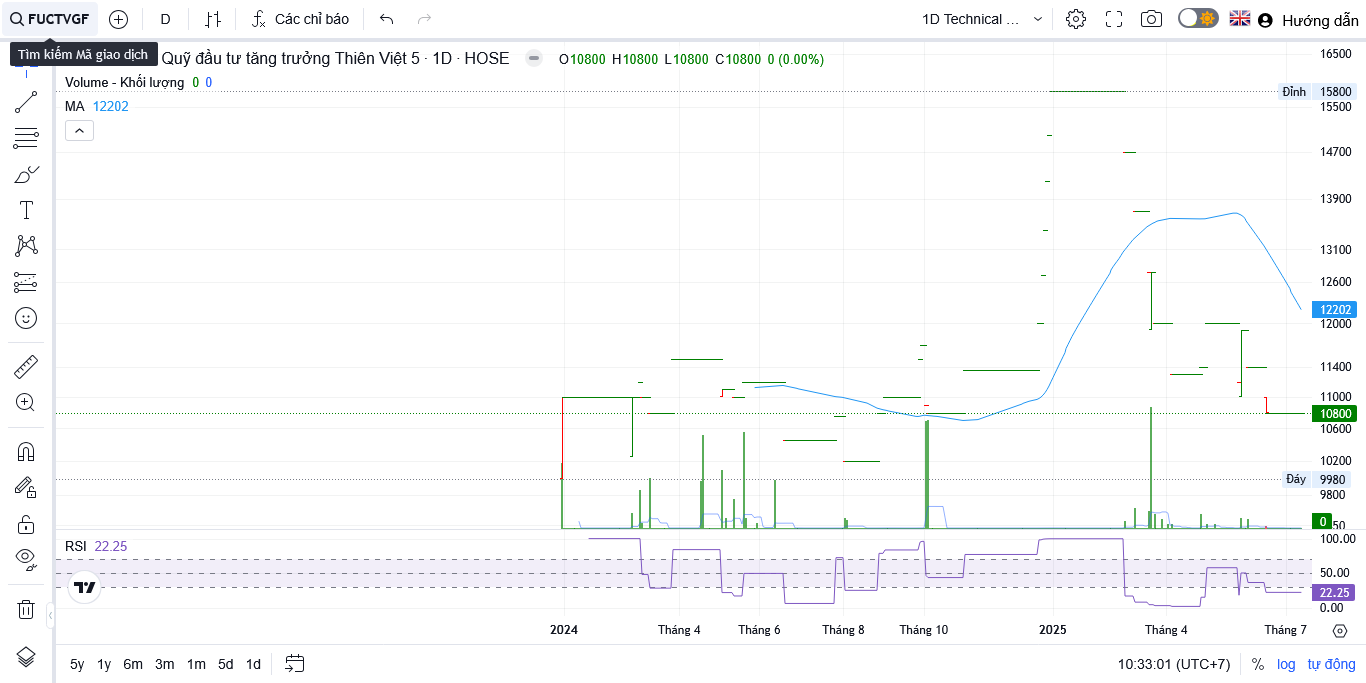 FUCTVGF
D
Các chỉ báo
1D Technical ...
Hướng dẫn
Tìm kiếm Mã giao dịch
Quỹ đầu tư tăng trưởng Thiên Việt 5 · 1D · HOSE
O10800 H10800 L10800 C10800 0 (0.00%)
Volume - Khối lượng 0 0
MA 12202
16500
Đỉnh 15800
15500
14700
13900
13100
12600
12202
12000
11400
11000
10800
10600
10200
Đáy 9980
9800
0
50
RSI 22.25
100.00
50.00
22.25
0.00
2024
Tháng 4
Tháng 6
Tháng 8
Tháng 10
2025
Tháng 4
Tháng 7
5y 1y 6m 3m 1m 5d 1d
10:33:01 (UTC+7)
% log tự động